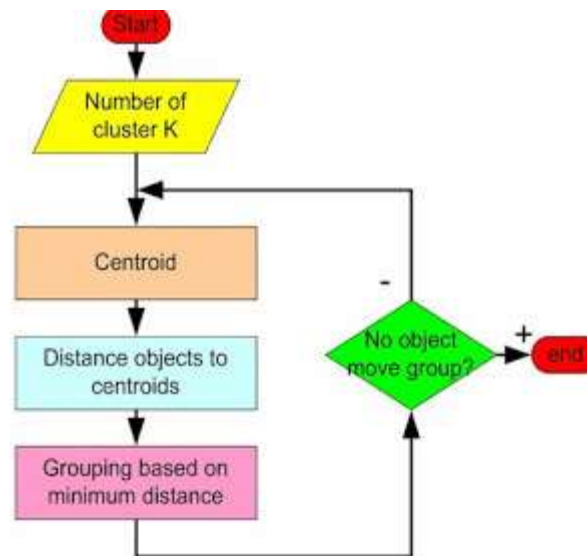 Start
Number of
cluster K
Centroid
Distance objects to
centroids
Grouping based on
minimum distance
-
No object
move group?
+
end